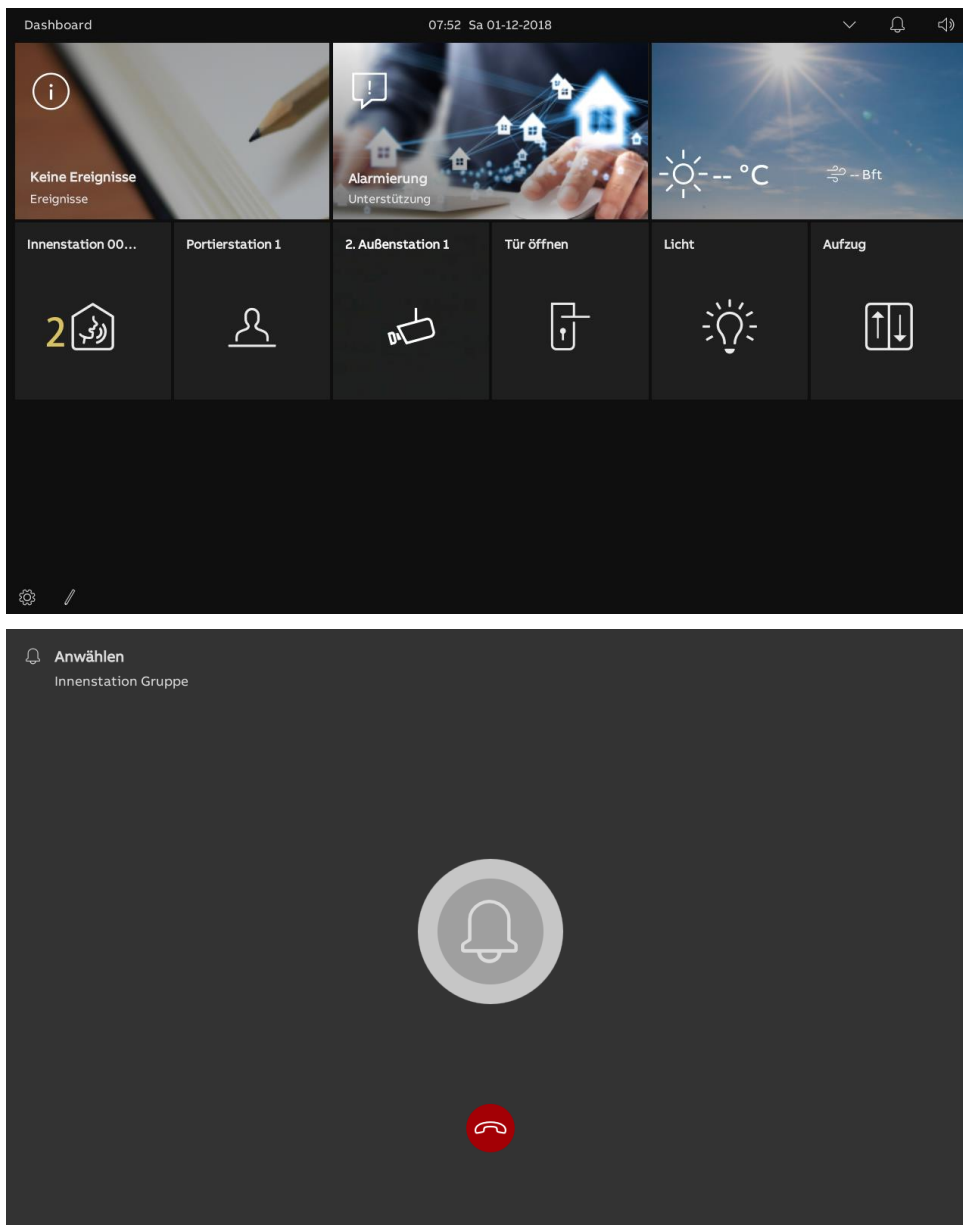 Dashboard
07:52 Sa 01-12-2018
Keine Ereignisse
Ereignisse
Alarmierung
Unterstützung
-- °C
-- Bft
Innenstation 00...
Portierstation 1
2. Außenstation 1
Tür öffnen
Licht
Aufzug
2
Anwählen
Innenstation Gruppe